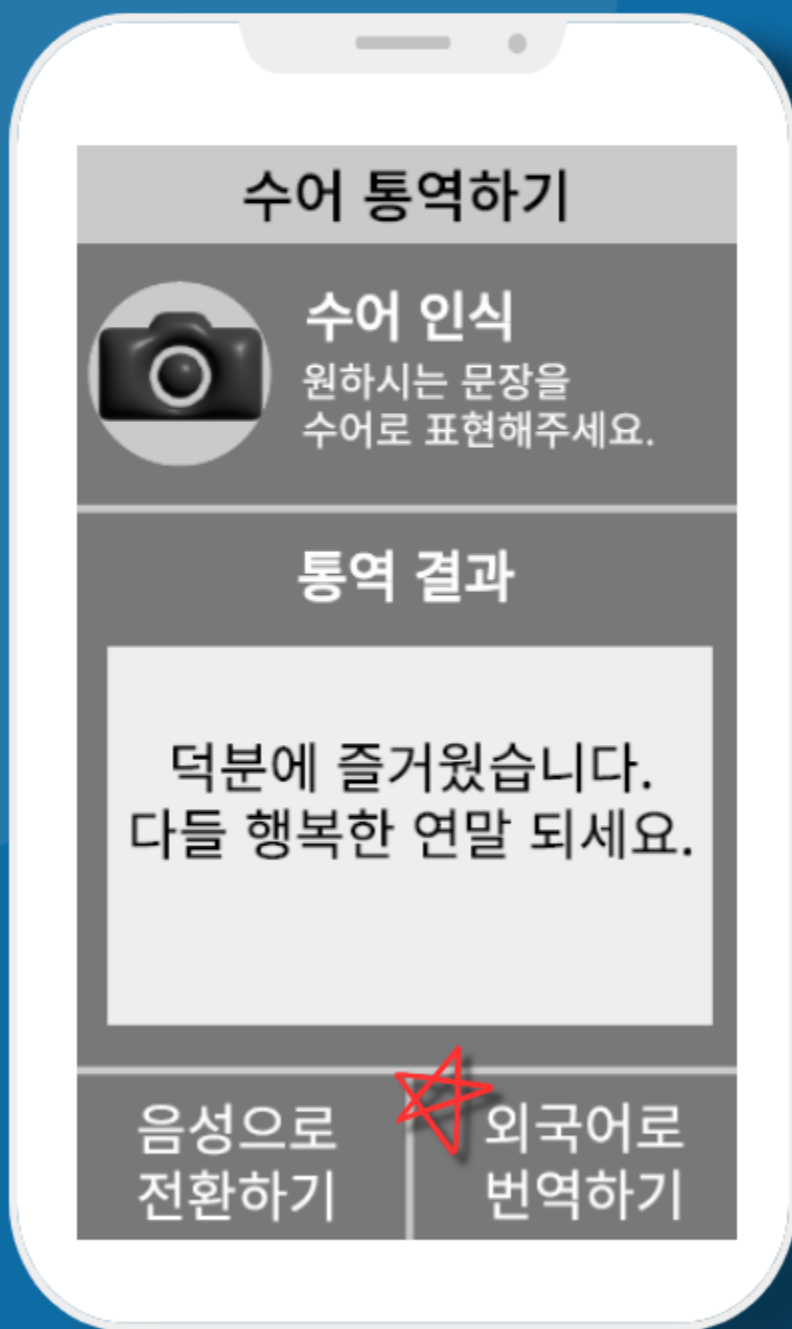 수어 통역하기
수어 인식
원하시는 문장을
수어로 표현해주세요.
통역 결과
덕분에 즐거웠습니다.
다들 행복한 연말 되세요.
음성으로
전환하기
외국어로
번역하기